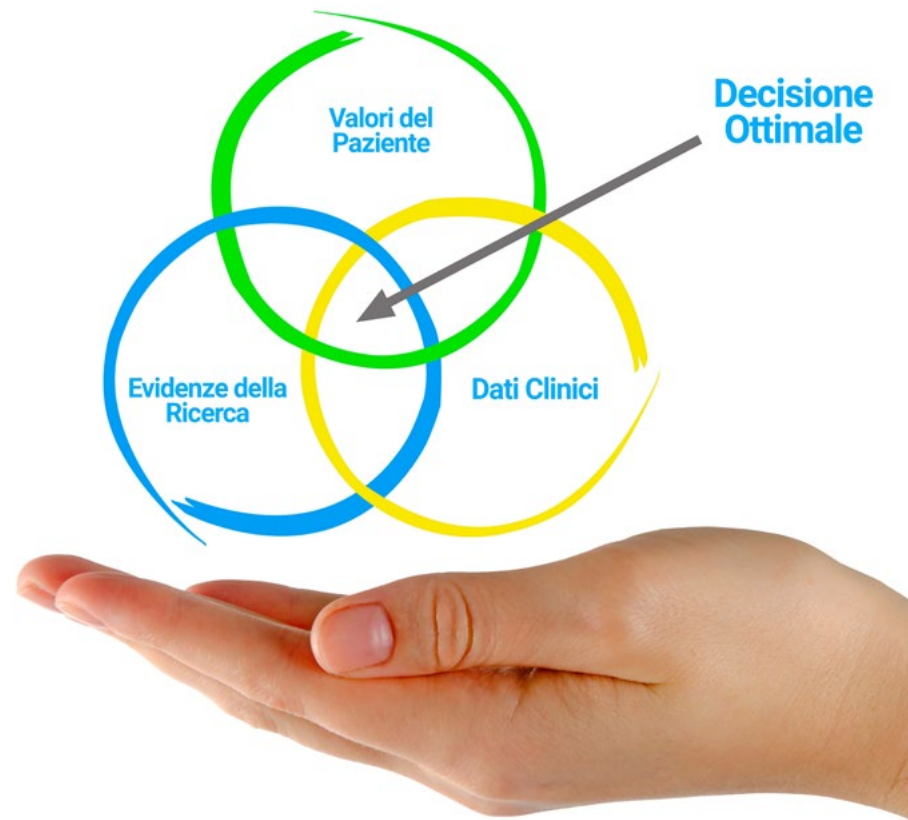 Valori del
Paziente
Decisione
Ottimale
Evidenze della
Ricerca
Dati Clinici